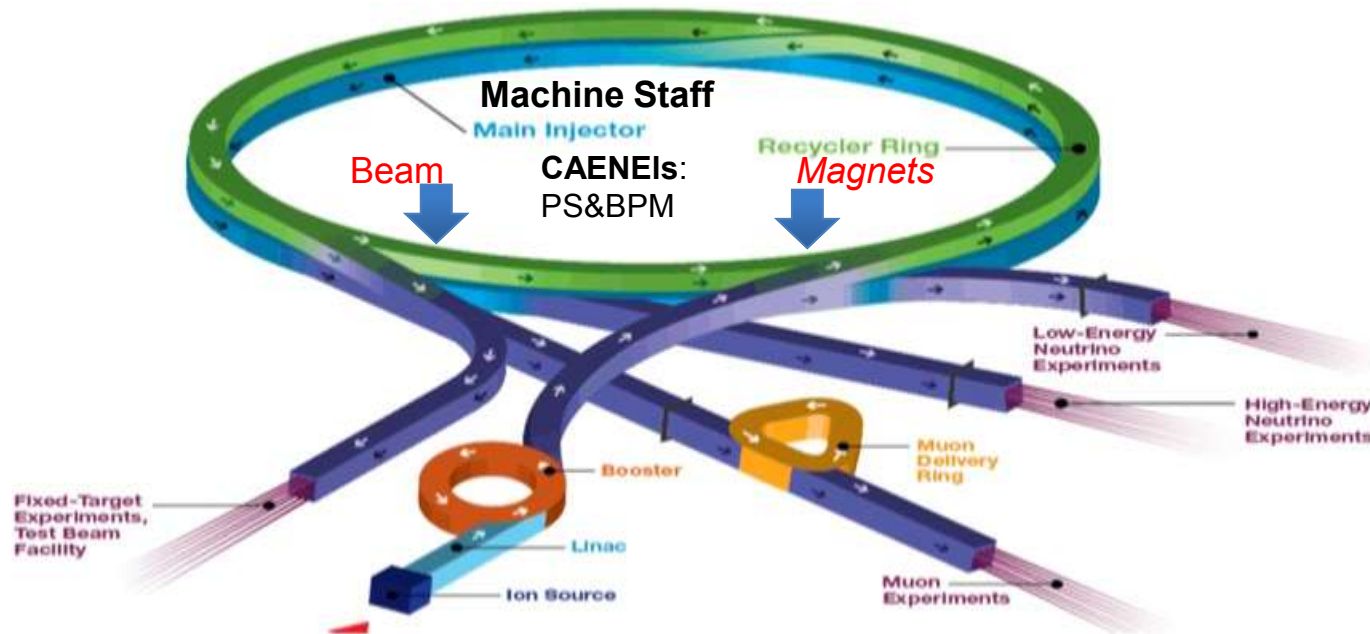 Machine Staff
Main Injector
Recycler Ring
Beam
CAENEls:
PS&BPM
Magnets
Low-Energy
Neutrino
Experiments
High-Energy
Neutrino
Experiments
Muon
Delivery
Ring
Booster
Fixed-Target
Experiments,
Test Beam
Facility
Linac
Ion Source
Muon
Experiments